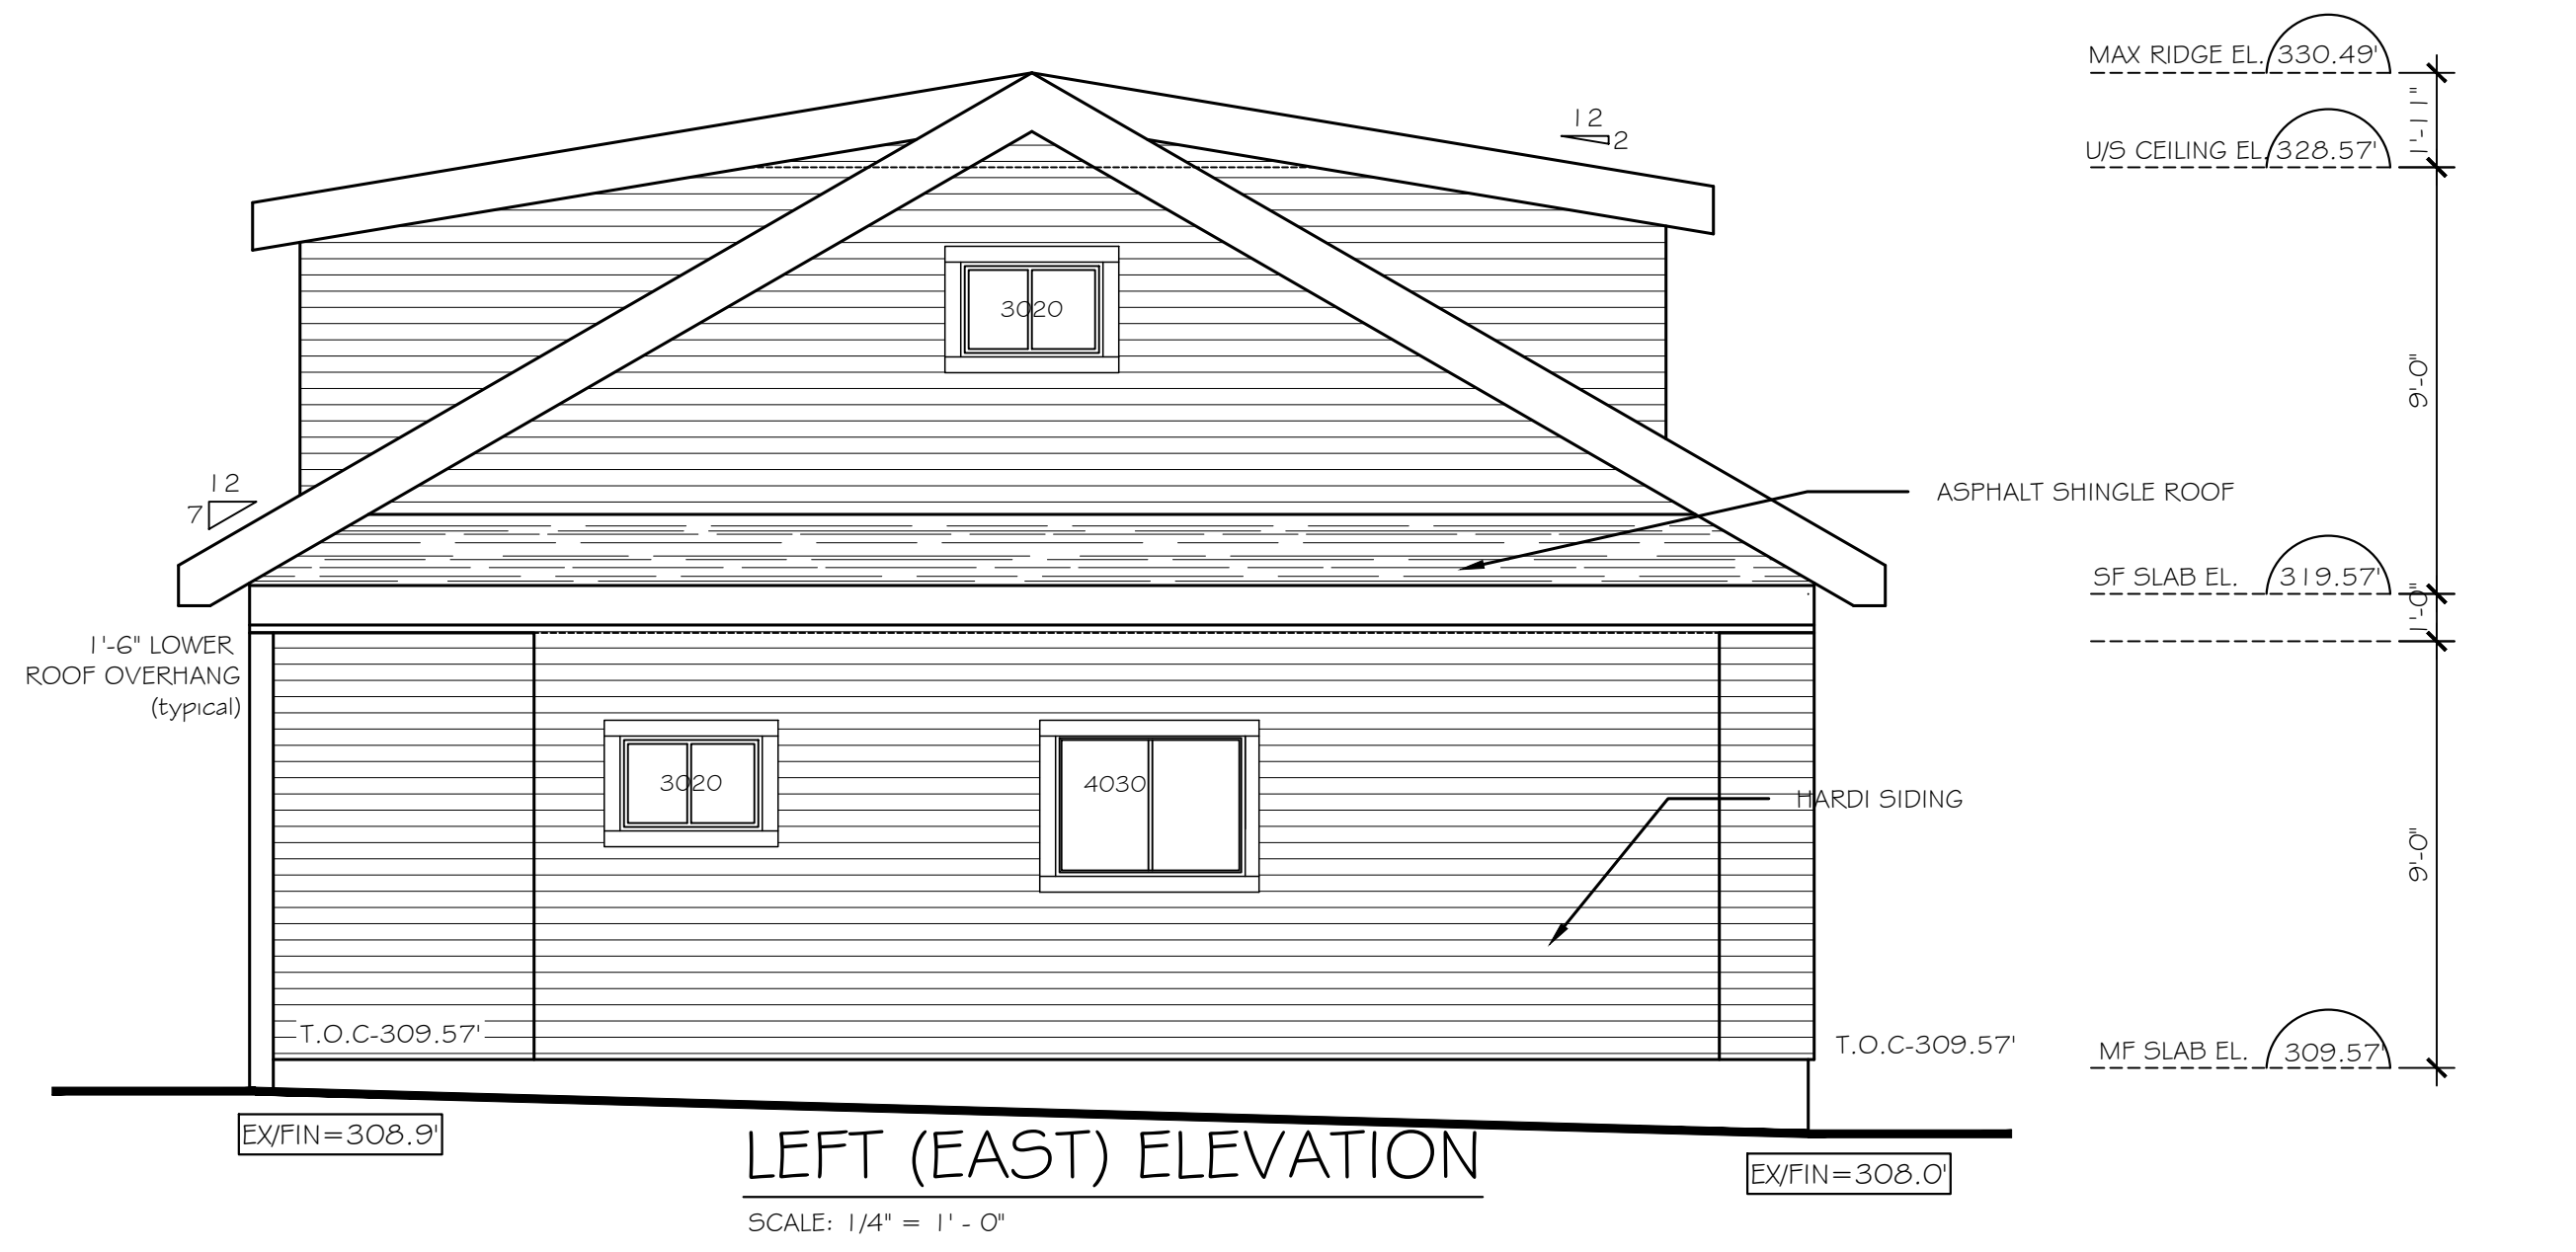 MAX RIDGE EL. 330.49'
1'-11"
12
2
U/S CEILING EL. 328.57'
3020
9'-0"
12
7
ASPHALT SHINGLE ROOF
SF SLAB EL. 319.57'
1'-0"
1'-6" LOWER
ROOF OVERHANG
(typical)
3020
4030
HARDI SIDING
9'-0"
T.O.C-309.57'
T.O.C-309.57'
MF SLAB EL. 309.57'
EX/FIN=308.9'
LEFT (EAST) ELEVATION
EX/FIN=308.0'
SCALE: 1/4" = 1' - 0"